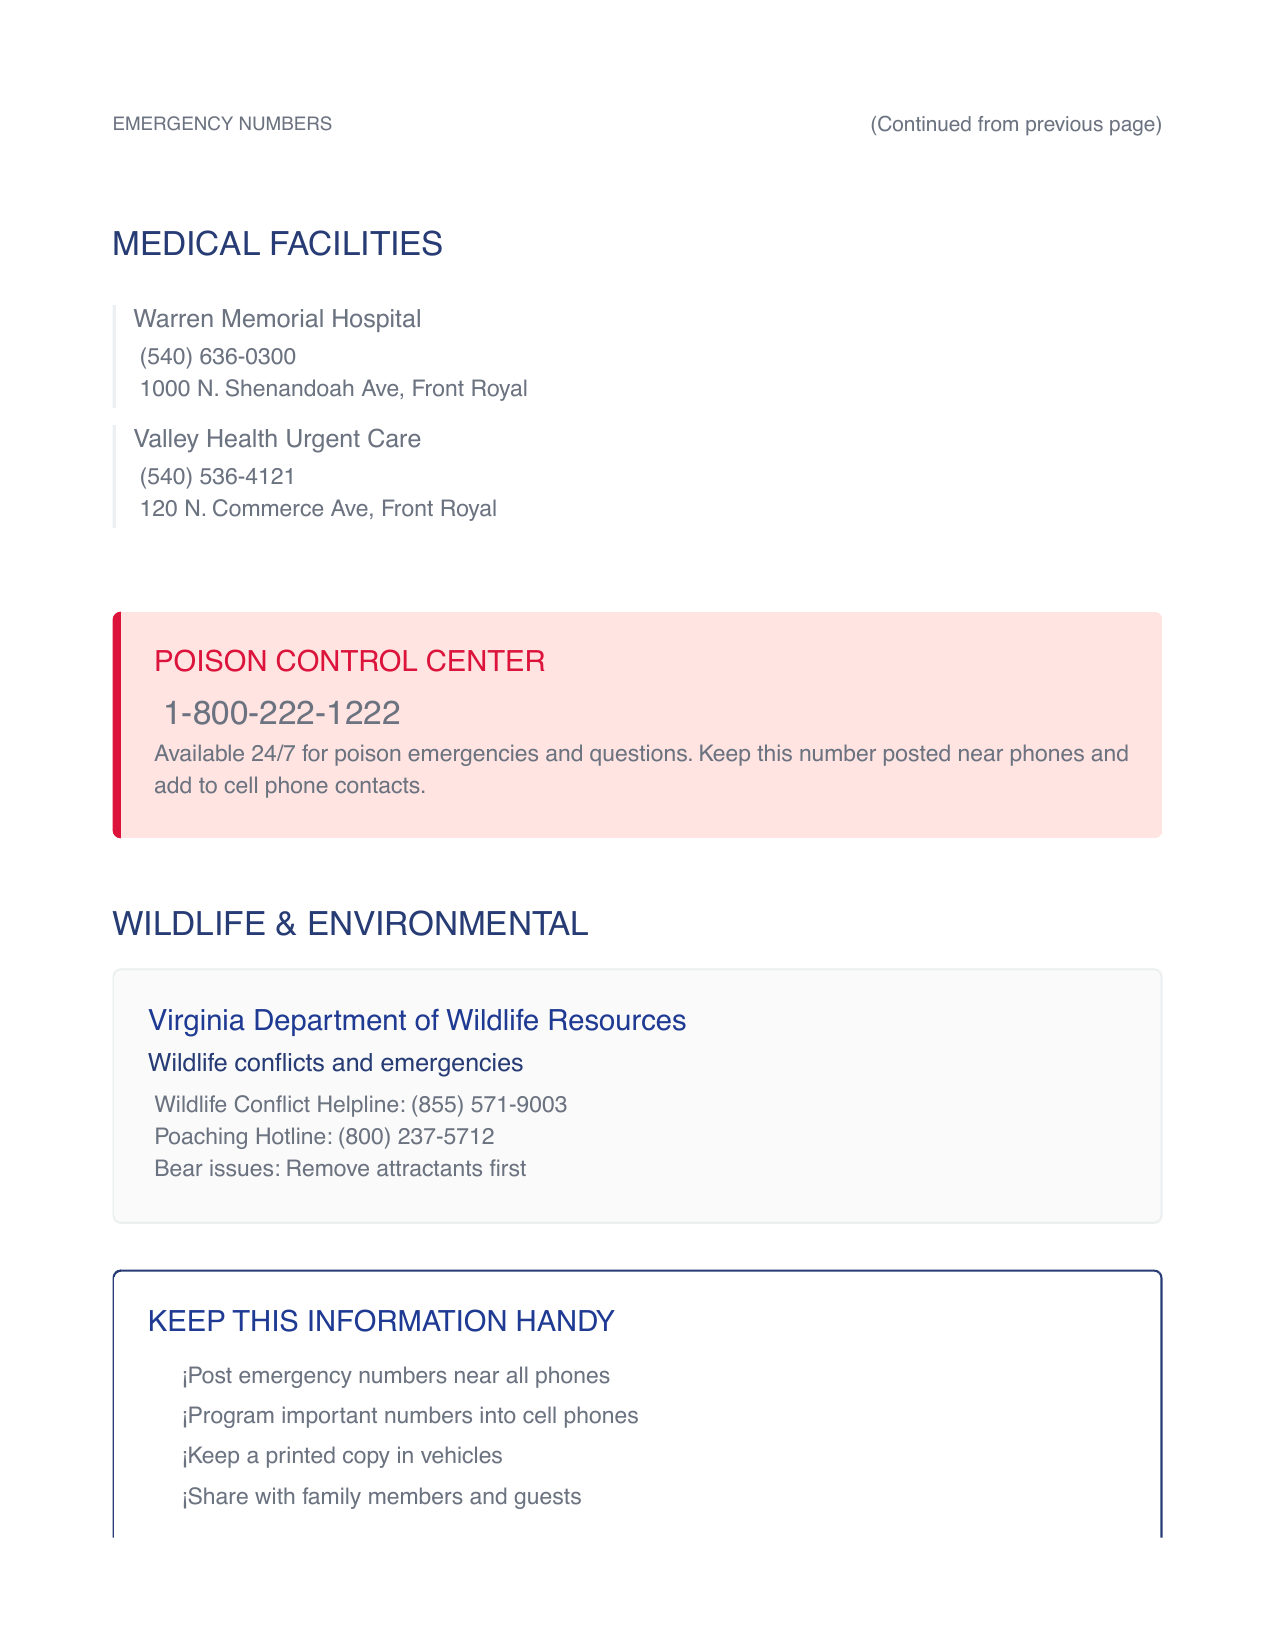 EMERGENCY NUMBERS
(Continued from previous page)
MEDICAL FACILITIES
Warren Memorial Hospital
(540) 636-0300
1000 N. Shenandoah Ave, Front Royal
Valley Health Urgent Care
(540) 536-4121
120 N. Commerce Ave, Front Royal
POISON CONTROL CENTER
1-800-222-1222
Available 24/7 for poison emergencies and questions. Keep this number posted near phones and
add to cell phone contacts.
WILDLIFE & ENVIRONMENTAL
Virginia Department of Wildlife Resources
Wildlife conflicts and emergencies
Wildlife Conflict Helpline: (855) 571-9003
Poaching Hotline: (800) 237-5712
Bear issues: Remove attractants first
KEEP THIS INFORMATION HANDY
¡Post emergency numbers near all phones
¡Program important numbers into cell phones
¡Keep a printed copy in vehicles
¡Share with family members and guests